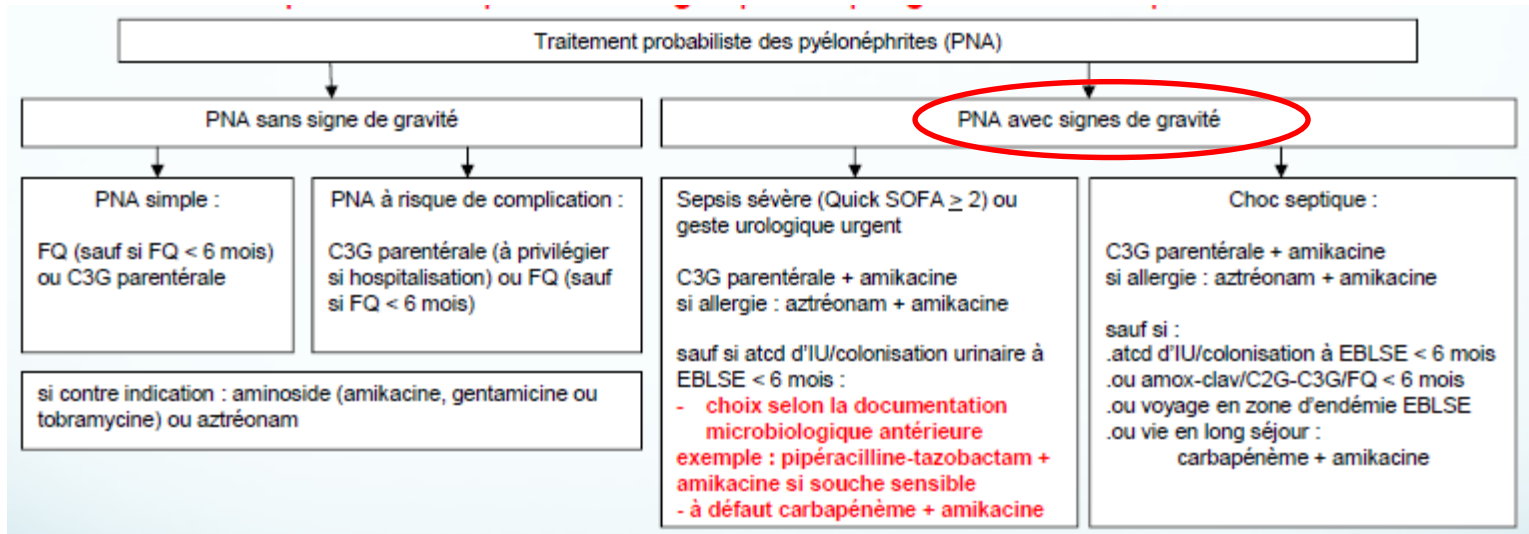 Traitement probabiliste des pyélonéphrites (PNA)
PNA sans signe de gravité
PNA avec signes de gravité
PNA simple :
FQ (sauf si FQ < 6 mois)
ou C3G parentérale
PNA à risque de complication :
C3G parentérale (à privilégier
si hospitalisation) ou FQ (sauf
si FQ < 6 mois)
si contre indication : aminoside (amikacine, gentamicine ou
tobramycine) ou aztréonam
Sepsis sévère (Quick SOFA ≥ 2) ou
geste urologique urgent
C3G parentérale + amikacine
si allergie : aztréonam + amikacine
sauf si atcd d'IU/colonisation urinaire à
EBLSE < 6 mois :
- choix selon la documentation
microbiologique antérieure
exemple : pipéracilline-tazobactam +
amikacine si souche sensible
- à défaut carbapénème + amikacine
Choc septique :
C3G parentérale + amikacine
si allergie : aztréonam + amikacine
sauf si :
.atcd d'IU/colonisation à EBLSE < 6 mois
.ou amox-clav/C2G-C3G/FQ < 6 mois
.ou voyage en zone d'endémie EBLSE
.ou vie en long séjour :
carbapénème + amikacine